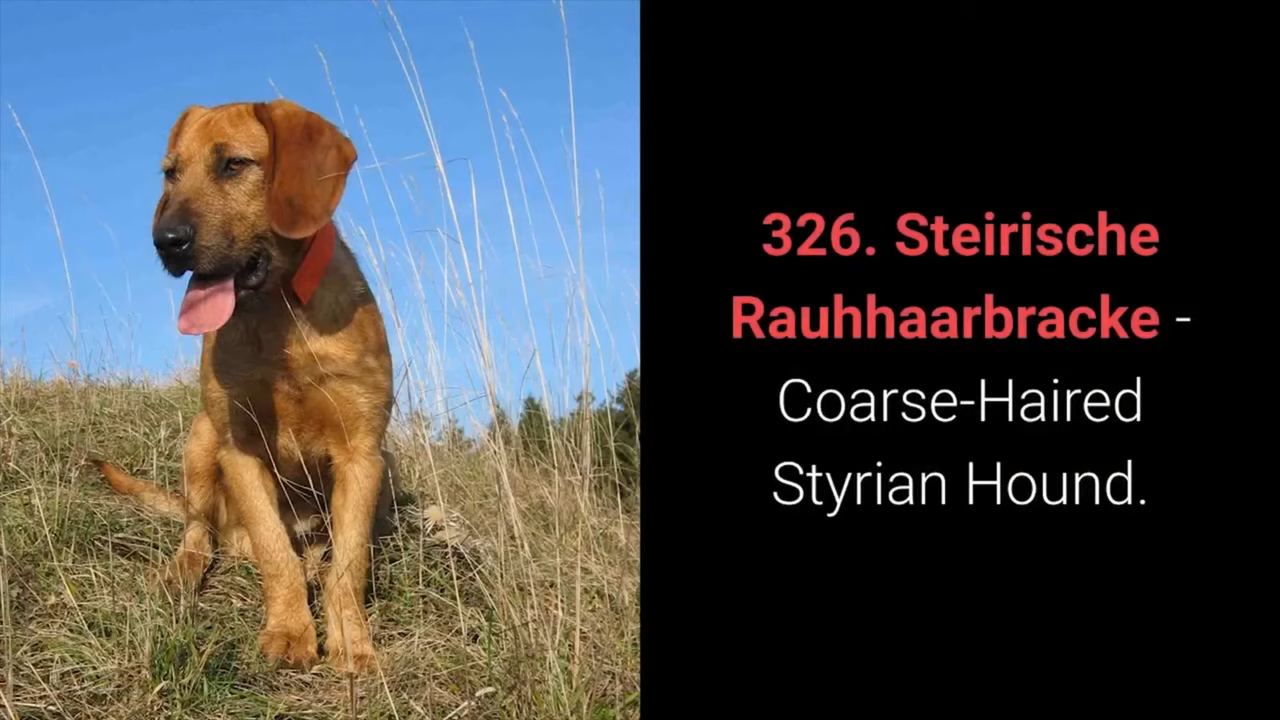 326. Steirische
Rauhhaarbracke -
Coarse-Haired
Styrian Hound.